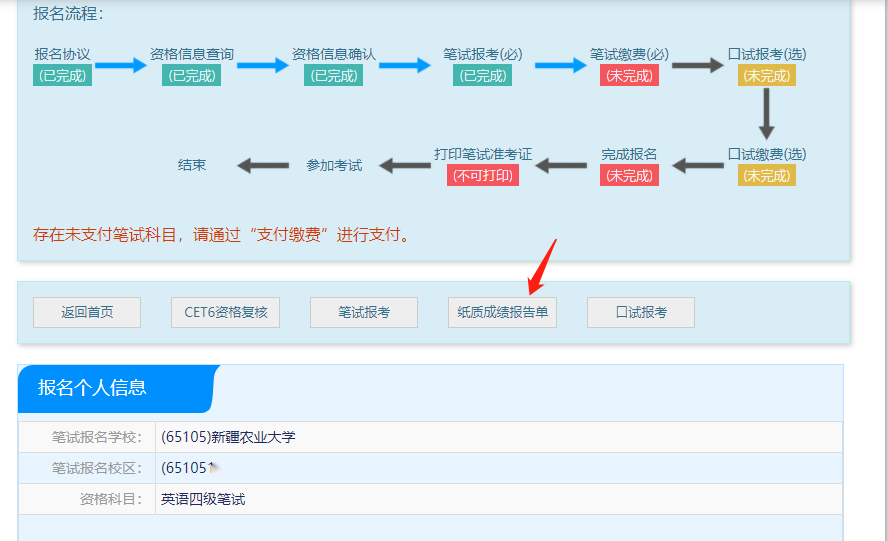 报名流程：
报名协议 资格信息查询 资格信息确认 笔试报考(必) 笔试缴费(必) 口试报考(选)
(已完成) (已完成) (已完成) (已完成) (未完成) (未完成)
结束 参加考试 打印笔试准考证 完成报名 口试缴费(选)
(不可打印) (未完成) (未完成)
存在未支付笔试科目，请通过“支付缴费”进行支付。
返回首页 CET6资格复核 笔试报考 纸质成绩报告单 口试报考
报名个人信息
笔试报名学校： (65105)新疆农业大学
笔试报名校区： (65105
资格科目： 英语四级笔试